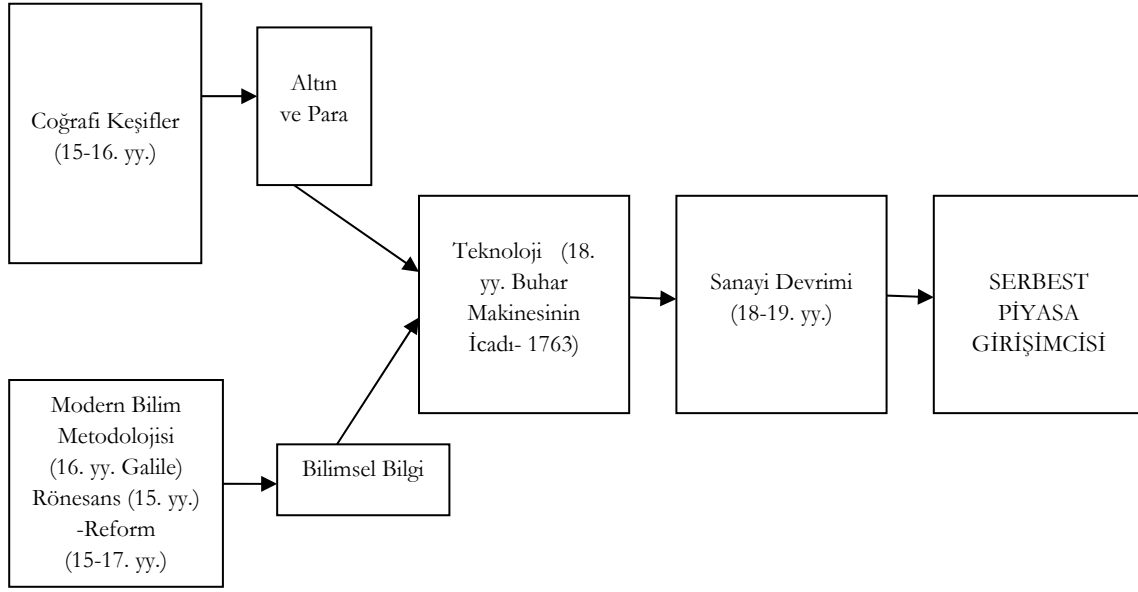 Coğrafi Keşifler
(15-16. yy.)
Altın
ve Para
Teknoloji (18.
yy. Buhar
Makinesinin
İcadı- 1763)
Sanayi Devrimi
(18-19. yy.)
SERBEST
PİYASA
GİRİŞİMCİSİ
Modern Bilim
Metodolojisi
(16. yy. Galile)
Rönesans (15. yy.)
-Reform
(15-17. yy.)
Bilimsel Bilgi